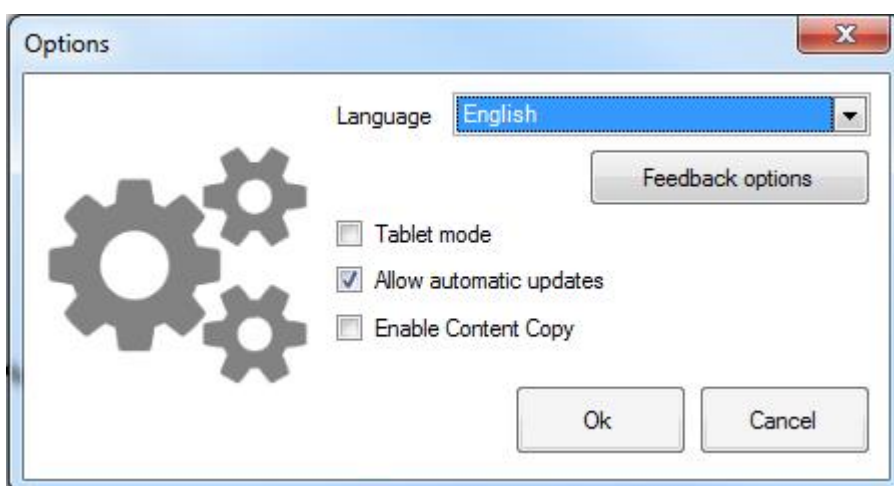 Options
Language English
Feedback options
Tablet mode
Allow automatic updates
Enable Content Copy
Ok Cancel